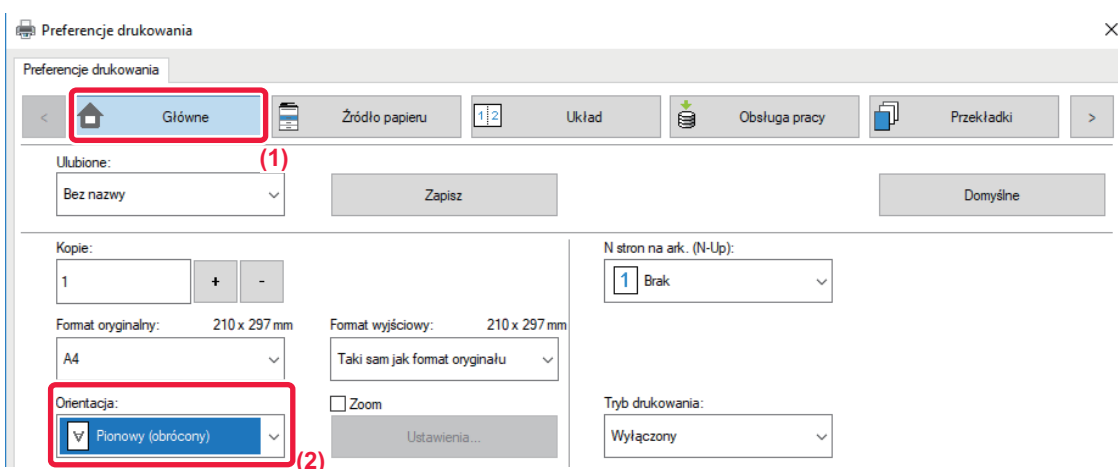 Preferencje drukowania
Preferencje drukowania
< Główne Źródło papieru 1 2 Układ Obsługa pracy Przekładki >
(1)
Ulubione:
Bez nazwy Zapisz Domyślne
Kopie: N stron na ark. (N-Up):
1 + - 1 Brak
Format oryginalny: 210 x 297 mm Format wyjściowy: 210 x 297 mm
A4 Taki sam jak format oryginału
Orientacja: Zoom Tryb drukowania:
A Pionowy (obrócony) Ustawienia... Wyłączony
(2)